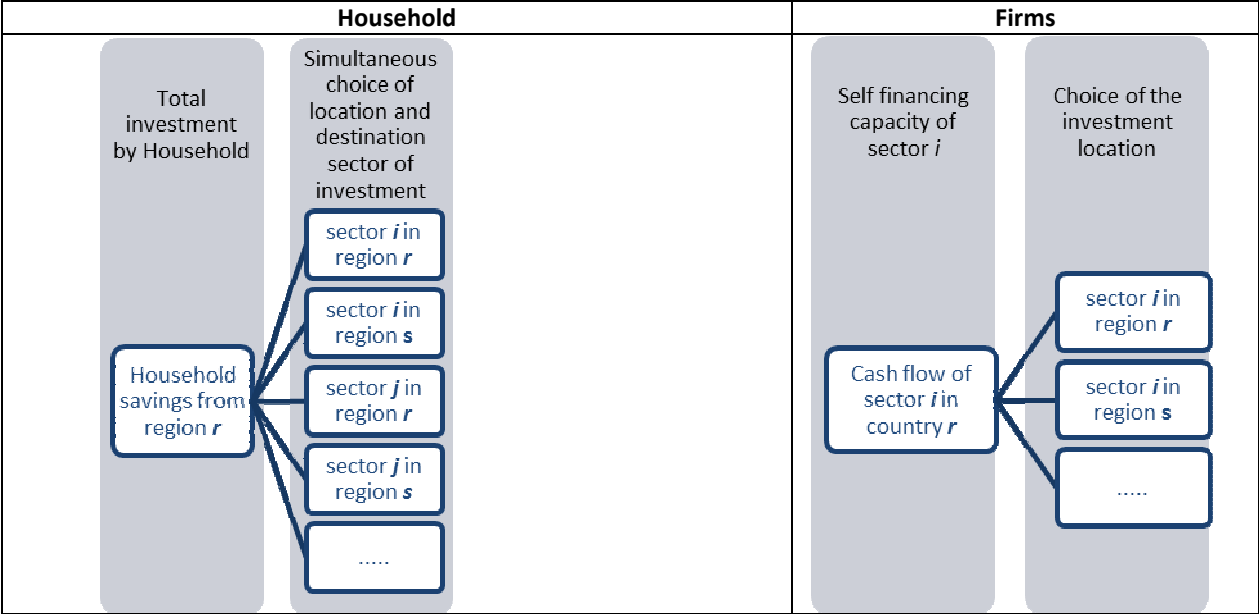 Household
Firms
Total
investment
by Household
Simultaneous
choice of
location and
destination
sector of
investment
Household
savings from
region r
sector i in
region r
sector i in
region s
sector j in
region r
sector j in
region s
.....
Self financing
capacity of
sector i
Choice of the
investment
location
Cash flow of
sector i in
country r
sector i in
region r
sector i in
region s
.....